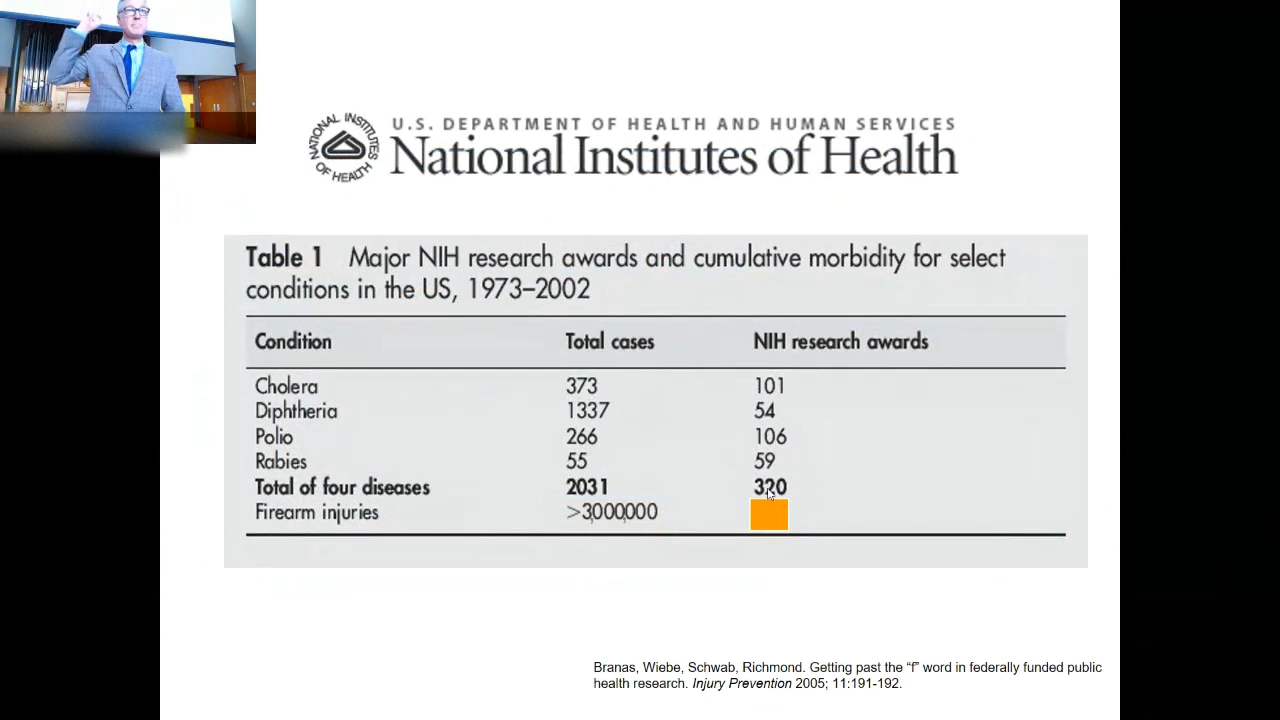 NATIONAL INSTITUTES OF HEALTH
U.S. DEPARTMENT OF HEALTH AND HUMAN SERVICES
National Institutes of Health
Table 1 Major NIH research awards and cumulative morbidity for select
conditions in the US, 1973–2002
Condition Total cases NIH research awards
Cholera 373 101
Diphtheria 1337 54
Polio 266 106
Rabies 55 59
Total of four diseases 2031 320
Firearm injuries >3,000,000
Branas, Wiebe, Schwab, Richmond. Getting past the “f” word in federally funded public
health research. Injury Prevention 2005; 11:191-192.